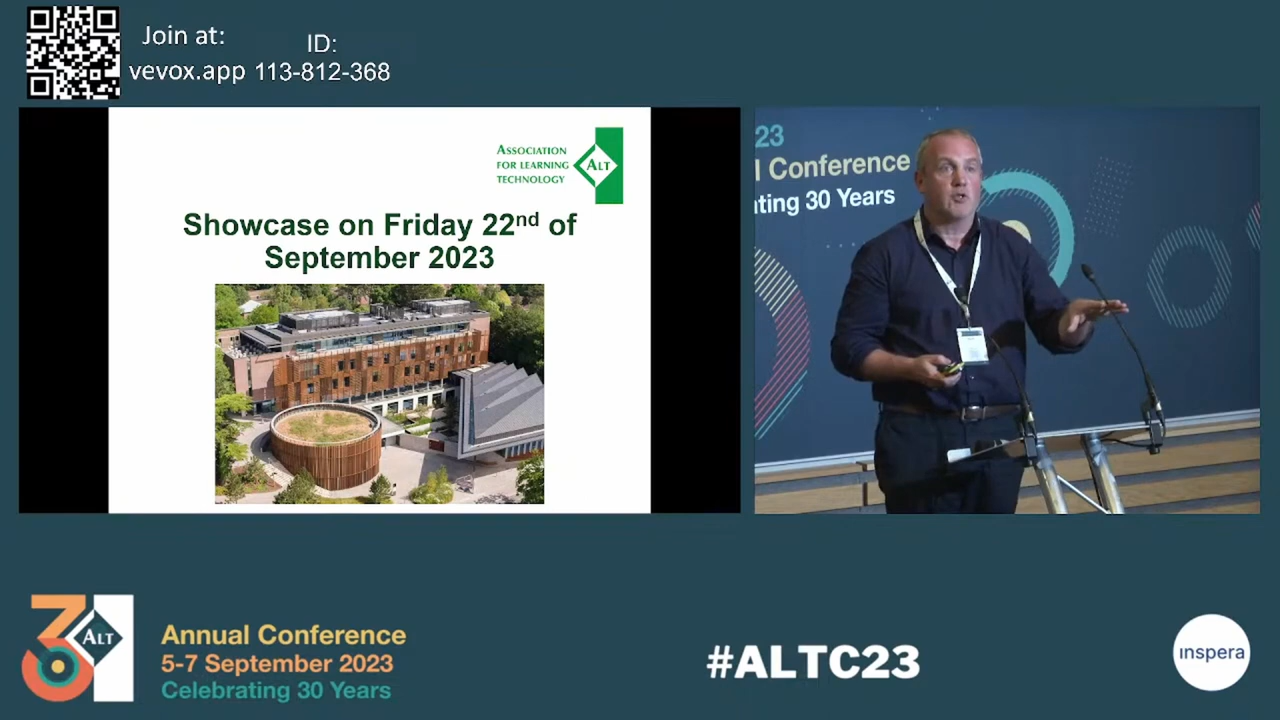 Join at:
vevox.app
ID:
113-812-368
ASSOCIATION
FOR LEARNING
TECHNOLOGY
ALT
Showcase on Friday 22nd of
September 2023
23
l Conference
ating 30 Years
ALT
Annual Conference
5-7 September 2023
Celebrating 30 Years
#ALTC23
inspera